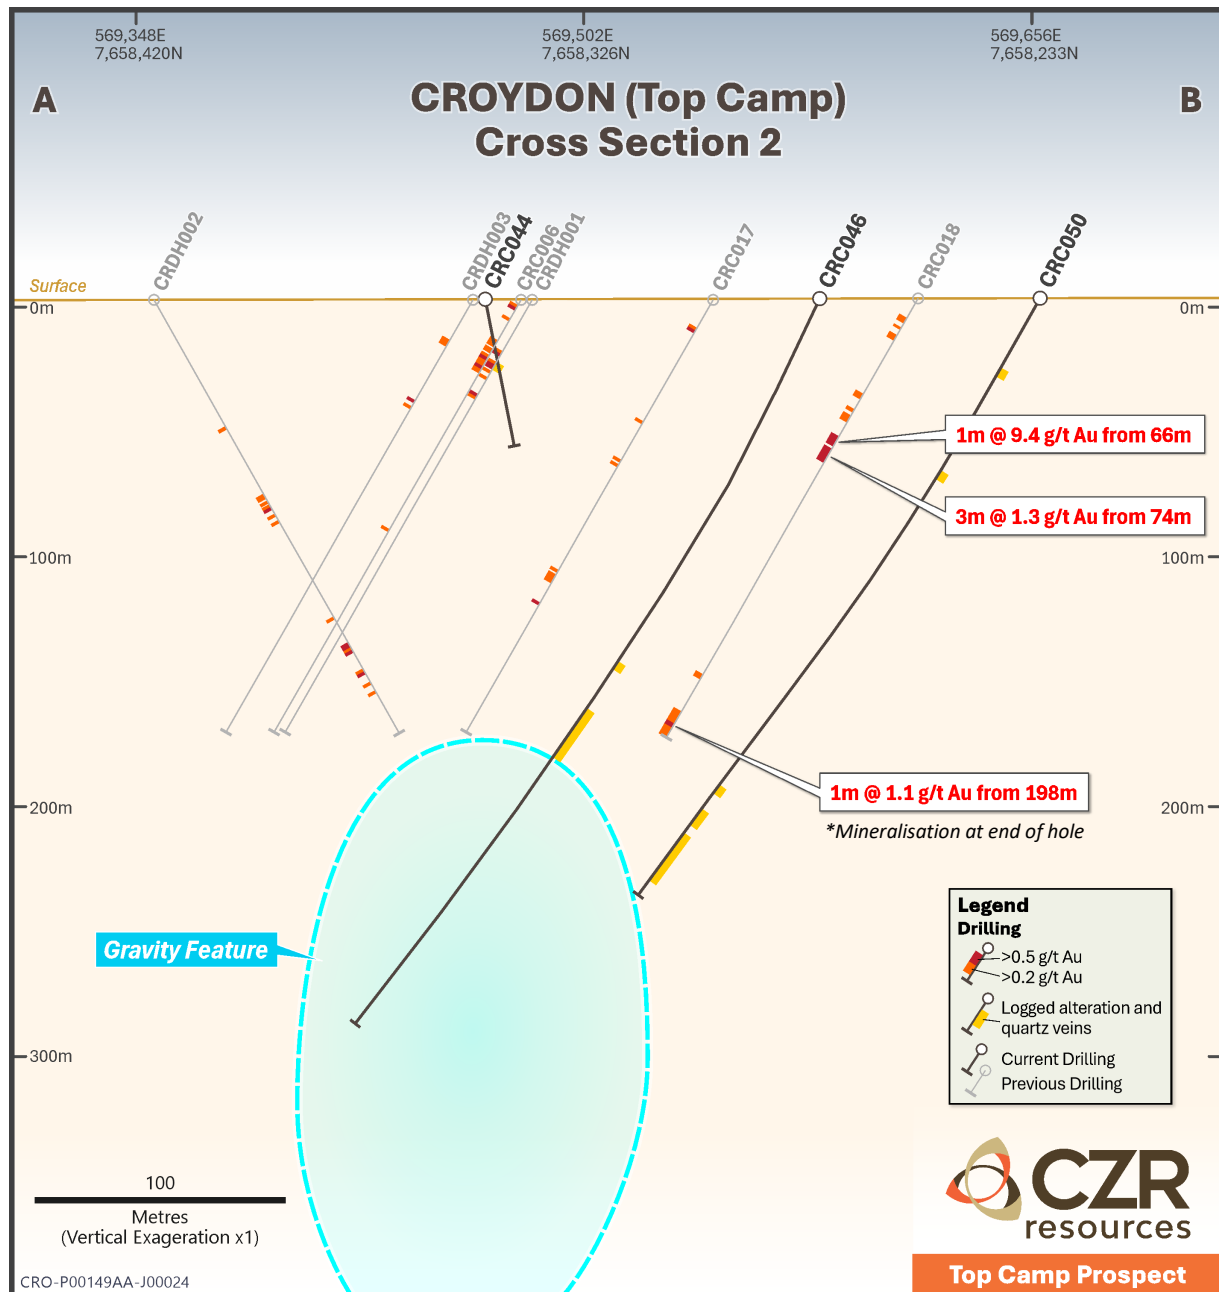 569,348E
7,658,420N
569,502E
7,658,326N
569,656E
7,658,233N
A
CROYDON (Top Camp)
Cross Section 2
B
CRDH002
CRDH003
CRC044
CRC006
CRDH001
CRC017
CRC046
CRC018
CRC050
Surface
0m
0m
1m @ 9.4 g/t Au from 66m
3m @ 1.3 g/t Au from 74m
100m
100m
1m @ 1.1 g/t Au from 198m
200m
200m
*Mineralisation at end of hole
Gravity Feature
Legend
Drilling
>0.5 g/t Au
>0.2 g/t Au
Logged alteration and
quartz veins
Current Drilling
Previous Drilling
300m
100
Metres
(Vertical Exageration x1)
CRO-P00149AA-J00024
CZR
resources
Top Camp Prospect